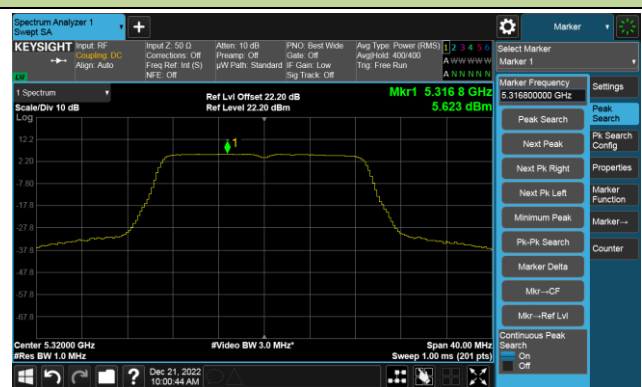 Spectrum Analyzer 1
Swept SA
+
Marker
KEYSIGHT
Input: RF
Coupling: DC
Align: Auto
Input Z: 50 Ω
Corrections: Off
Freq Ref: Int (S)
NFE: Off
Atten: 10 dB
Preamp: Off
µW Path: Standard
PNO: Best Wide
Gate: Off
IF Gain: Low
Sig Track: Off
Avg Type: Power (RMS)
Avg|Hold: 400/400
Trig: Free Run
1 2 3 4 5 6
A W W W W W
A N N N N N
LW
Select Marker
Marker 1
1 Spectrum
Scale/Div 10 dB
Log
Ref Lvl Offset 22.20 dB
Ref Level 22.20 dBm
Mkr1 5.316 8 GHz
5.623 dBm
1
12.2
2.20
-7.80
-17.8
-27.8
-37.8
-47.8
-57.8
-67.8
Center 5.32000 GHz
#Res BW 1.0 MHz
#Video BW 3.0 MHz*
Span 40.00 MHz
Sweep 1.00 ms (201 pts)
Marker Frequency
5.316800000 GHz
Peak Search
Next Peak
Next Pk Right
Next Pk Left
Minimum Peak
Pk-Pk Search
Marker Delta
Mkr→CF
Mkr→Ref Lvl
Continuous Peak
Search
On
Off
Settings
Peak
Search
Pk Search
Config
Properties
Marker
Function
Marker→
Counter
?
Dec 21, 2022
10:00:44 AM